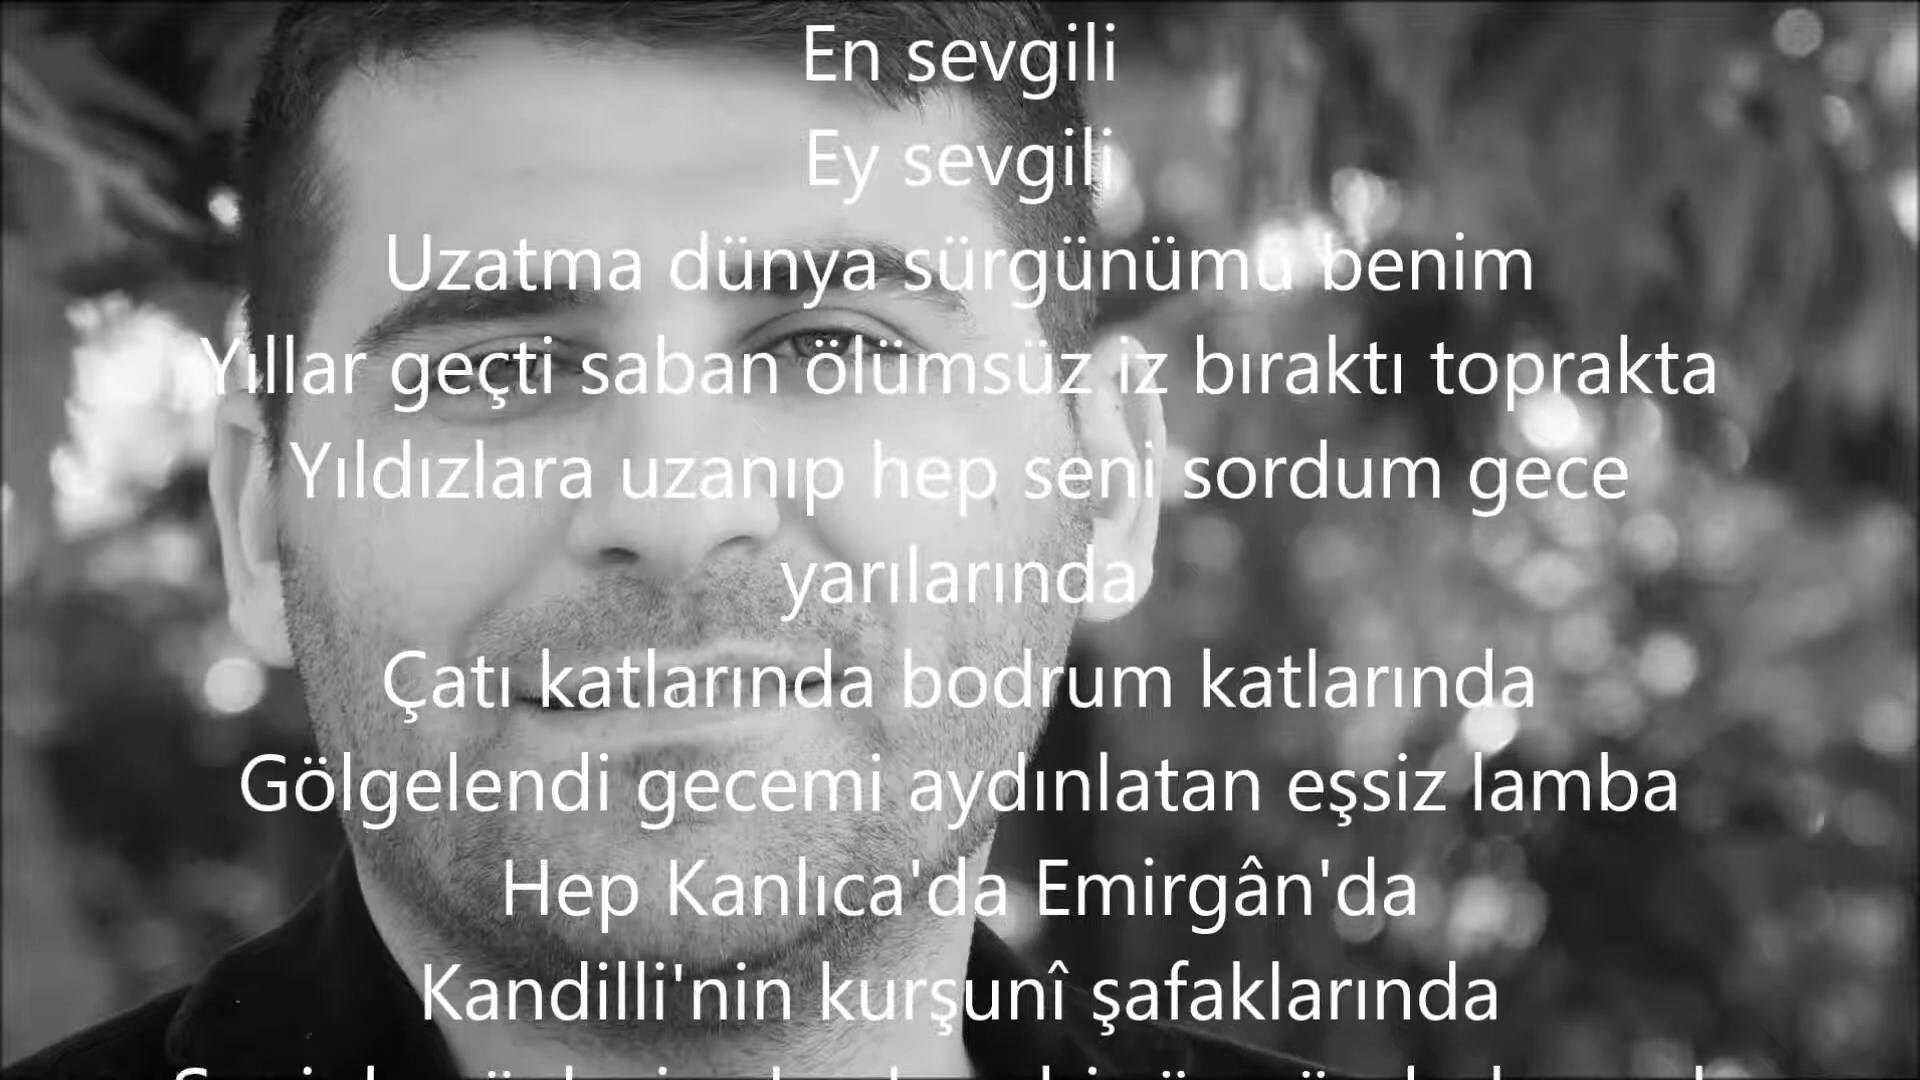 En sevgili
Ey sevgili
Uzatma dünya sürgünümü benim
Yıllar geçti saban ölümsüz iz bıraktı toprakta
Yıldızlara uzanıp hep seni sordum gece
yarılarında
Çatı katlarında bodrum katlarında
Gölgelendi gecemi aydınlatan eşsiz lamba
Hep Kanlıca'da Emirgân'da
Kandilli'nin kurşunî şafaklarında